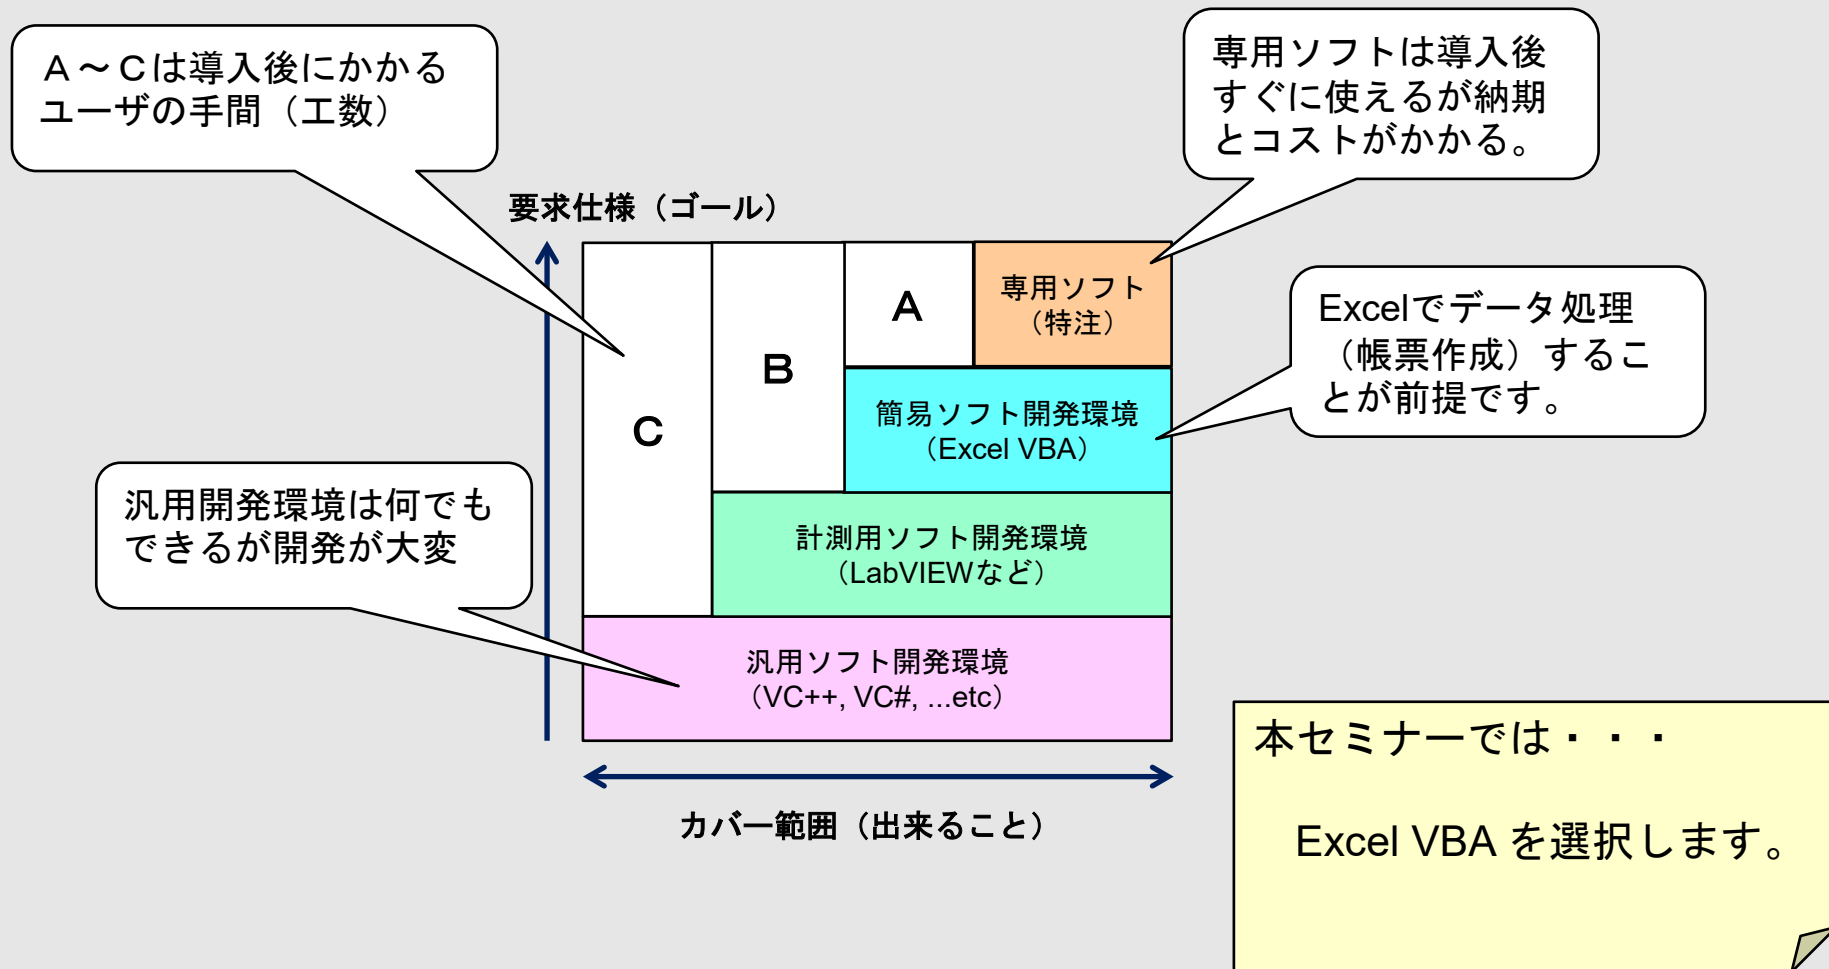 A～Cは導入後にかかる
ユーザの手間（工数）
専用ソフトは導入後
すぐに使えるが納期
とコストがかかる。
要求仕様（ゴール）
C
B
A
専用ソフト
（特注）
Excelでデータ処理
（帳票作成）するこ
とが前提です。
簡易ソフト開発環境
（Excel VBA）
汎用開発環境は何でも
できるが開発が大変
計測用ソフト開発環境
（LabVIEWなど）
汎用ソフト開発環境
（VC++, VC#, ...etc）
カバー範囲（出来ること）
本セミナーでは・・・
Excel VBA を選択します。